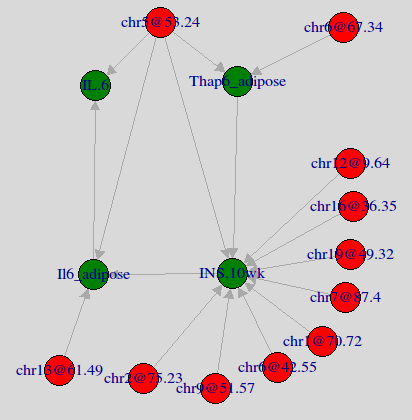 chr5@53.24
chr6@67.34
IL.6
Thap6_adipose
chr12@9.64
chr16@36.35
chr19@49.32
Il6_adipose
INS.10wk
chr7@87.4
chr1@70.72
chr13@61.49
chr2@75.23
chr9@51.57
chr6@42.55